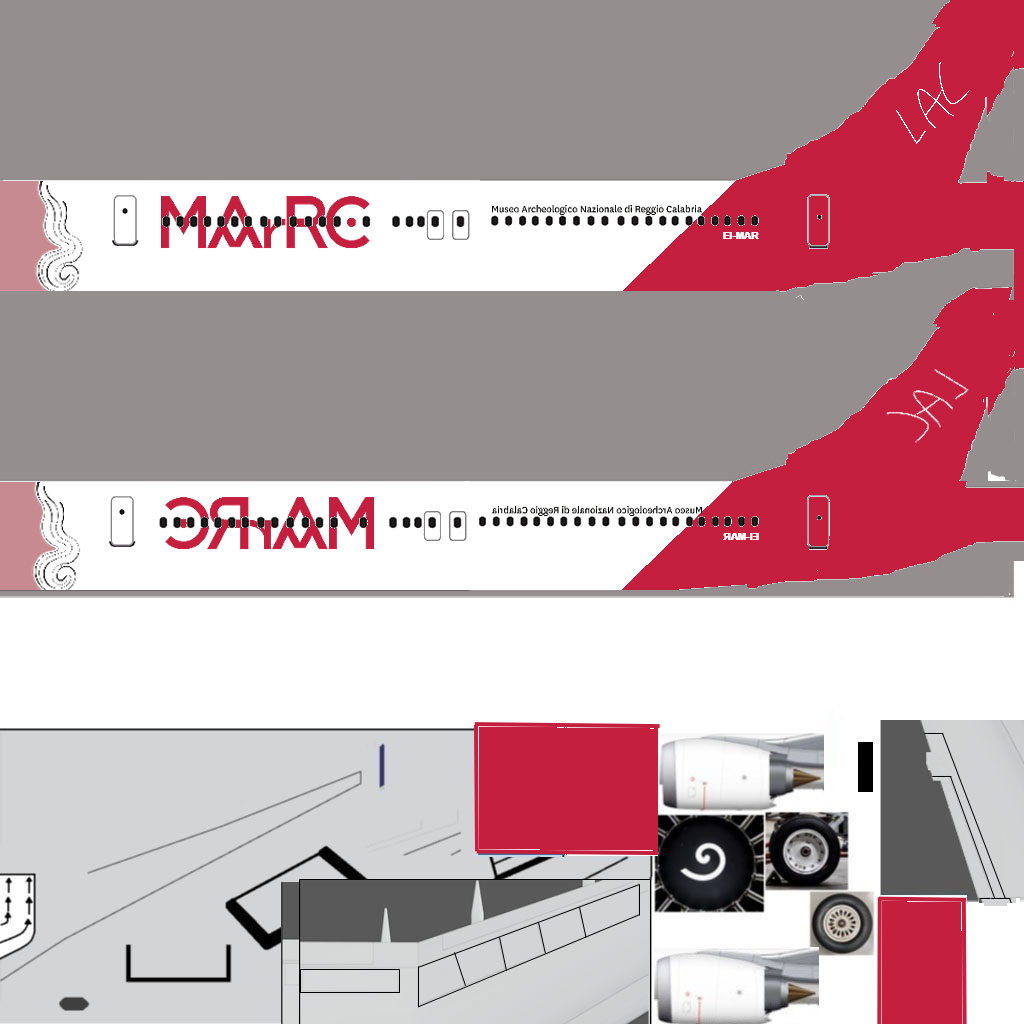 LAC
MArRC
Museo Archeologico Nazionale di Reggio Calabria
EI-MAR
LAC
MArRC
Museo Archeologico Nazionale di Reggio Calabria
EI-MAR